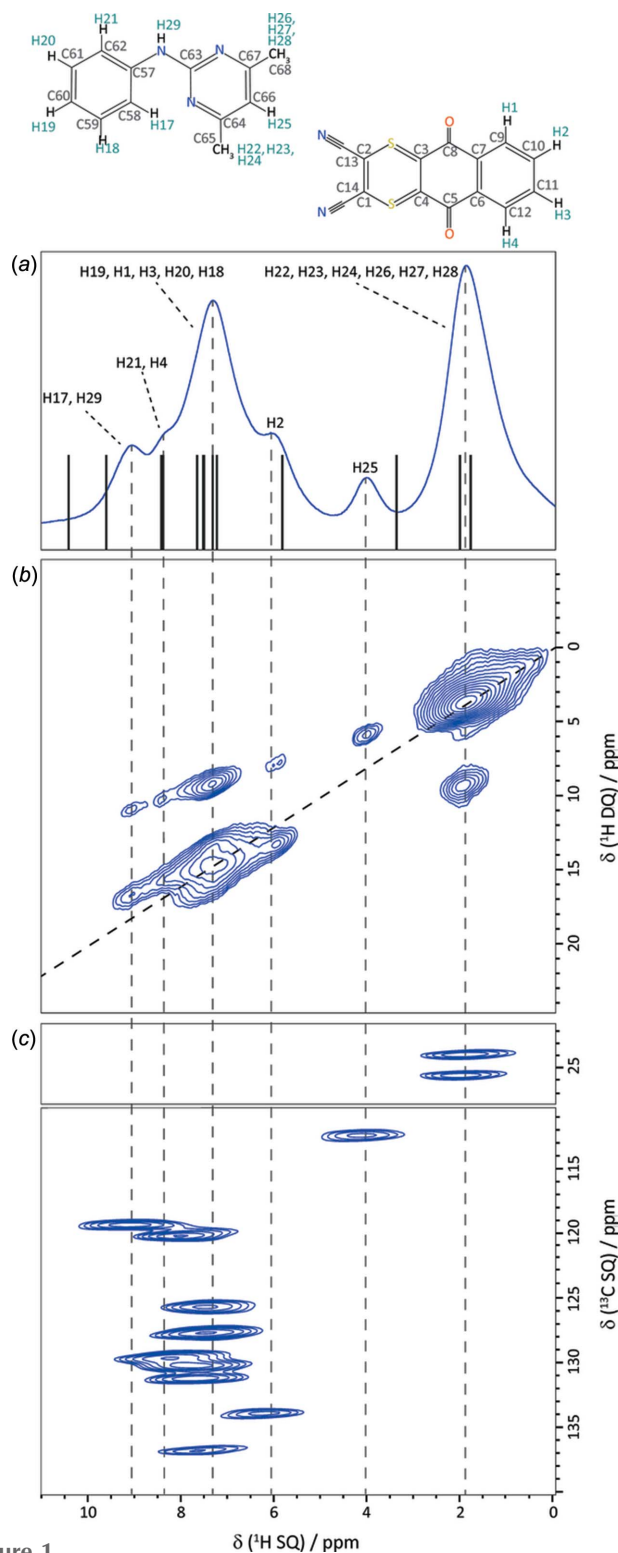 H21
H29
H26,
H27,
H28
H20
H
H
H
C62
C61
N
C63
N
C67
CH₃
C68
C57
C60
C66
H
H
C58
N
C64
H
H25
C59
H19
H
H17
C65
CH₃
H18
H22, H23,
H24
O
H1
H
C9
H2
N
C2
S
C3
C8
C7
C10
H
C13
C14
C11
N
C1
S
C4
C5
C6
C12
H
H3
O
H
H4
(a)
H19, H1, H3, H20, H18
H22, H23, H24, H26, H27, H28
H21, H4
H17, H29
H2
H25
(b)
0
5
10
15
20
δ (¹H DQ) / ppm
(c)
25
115
120
125
130
135
δ (¹³C SQ) / ppm
10
8
6
4
2
0
δ (¹H SQ) / ppm